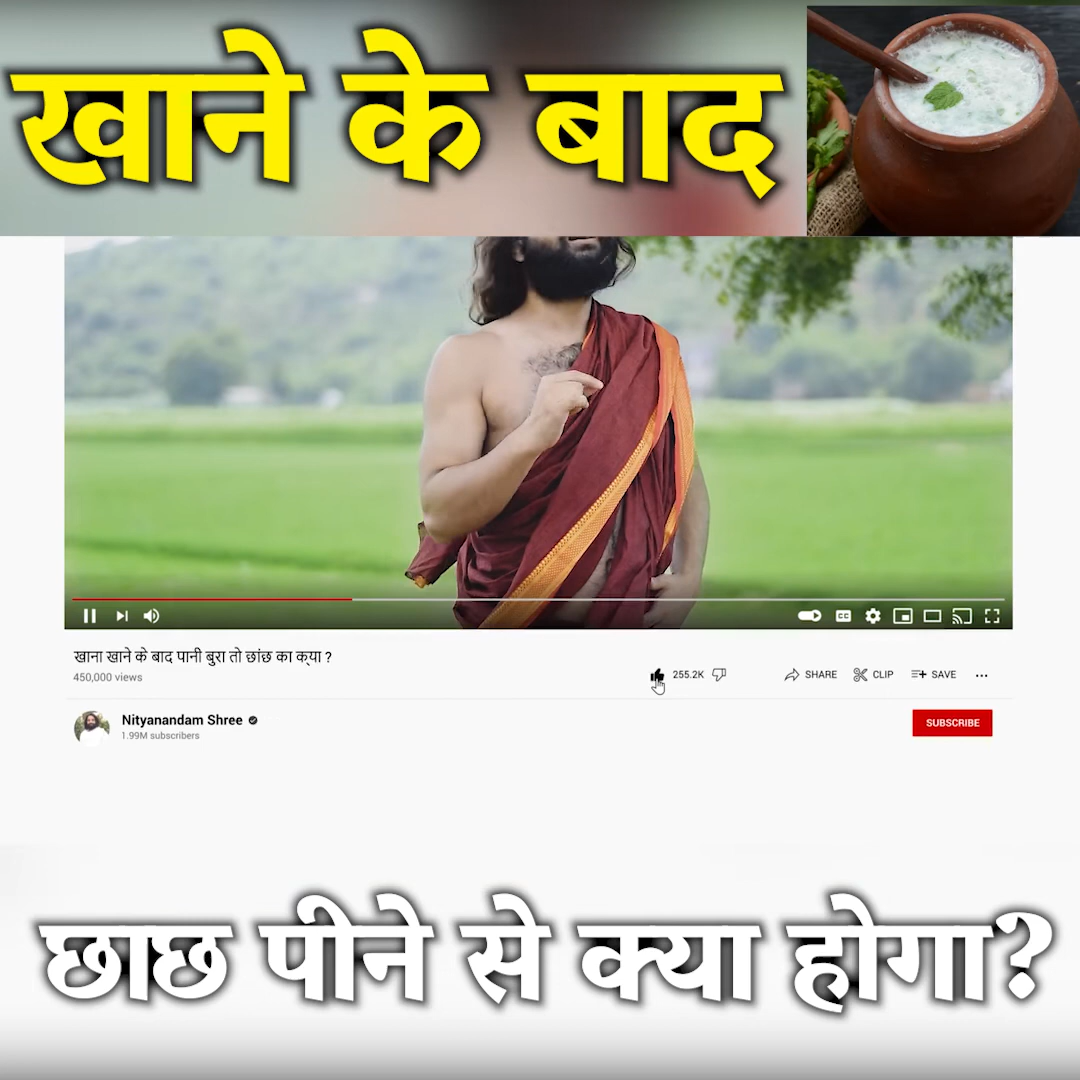 खाने के बाद
खाना खाने के बाद पानी बुरा तो छांछ का क्या ?
450,000 views
255.2K
SHARE
CLIP
SAVE
Nityanandam Shree
1.99M subscribers
SUBSCRIBE
छाछ पीने से क्या होगा?